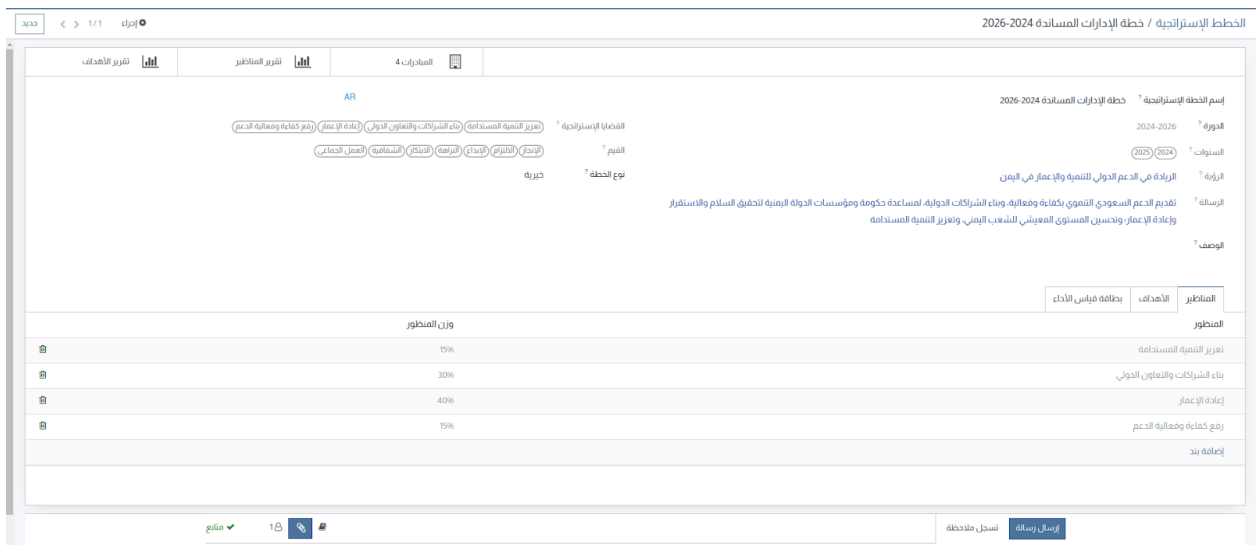 الخطط الإستراتجية / خطة الإدارات المساندة 2024-2026
إجراء 1 / 1 جديد
المبادرات 4
تقرير المناظير
تقرير الأهداف
AR
إسم الخطة الإستراتيجية ? خطة الإدارات المساندة 2024-2026
الدورة ? 2024-2026
السنوات ? 2024 2025
الرؤية ? الريادة في الدعم الدولي للتنمية والإعمار في اليمن
الرسالة ? تقديم الدعم السعودي التنموي بكفاءة وفعالية، وبناء الشراكات الدولية، لمساعدة حكومة ومؤسسات الدولة اليمنية لتحقيق السلام والاستقرار
وإعادة الإعمار؛ وتحسين المستوى المعيشي للشعب اليمني، وتعزيز التنمية المستدامة
الوصف ?
القضايا الإستراتجية ? تعزيز التنمية المستدامة بناء الشراكات والتعاون الدولي إعادة الإعمار رفع كفاءة وفعالية الدعم
القيم ? الإنجاز الالتزام الإبداع النزاهة الابتكار الشفافية العمل الجماعي
نوع الخطة ? خيرية
المناظير الأهداف بطاقة قياس الأداء
المنظور وزن المنظور
تعزيز التنمية المستدامة 15%
بناء الشراكات والتعاون الدولي 30%
إعادة الإعمار 40%
رفع كفاءة وفعالية الدعم 15%
إضافة بند
إرسال رسالة تسجل ملاحظة 1 متابع